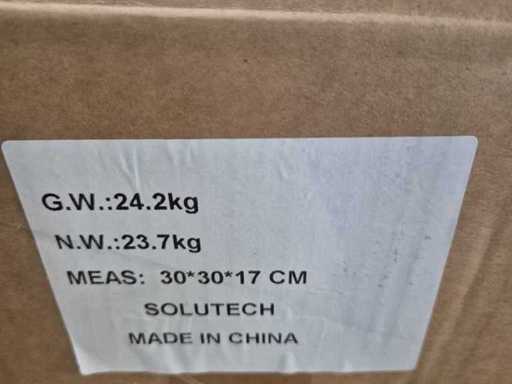 G.W.:24.2kg
N.W.:23.7kg
MEAS: 30*30*17 CM
SOLUTECH
MADE IN CHINA